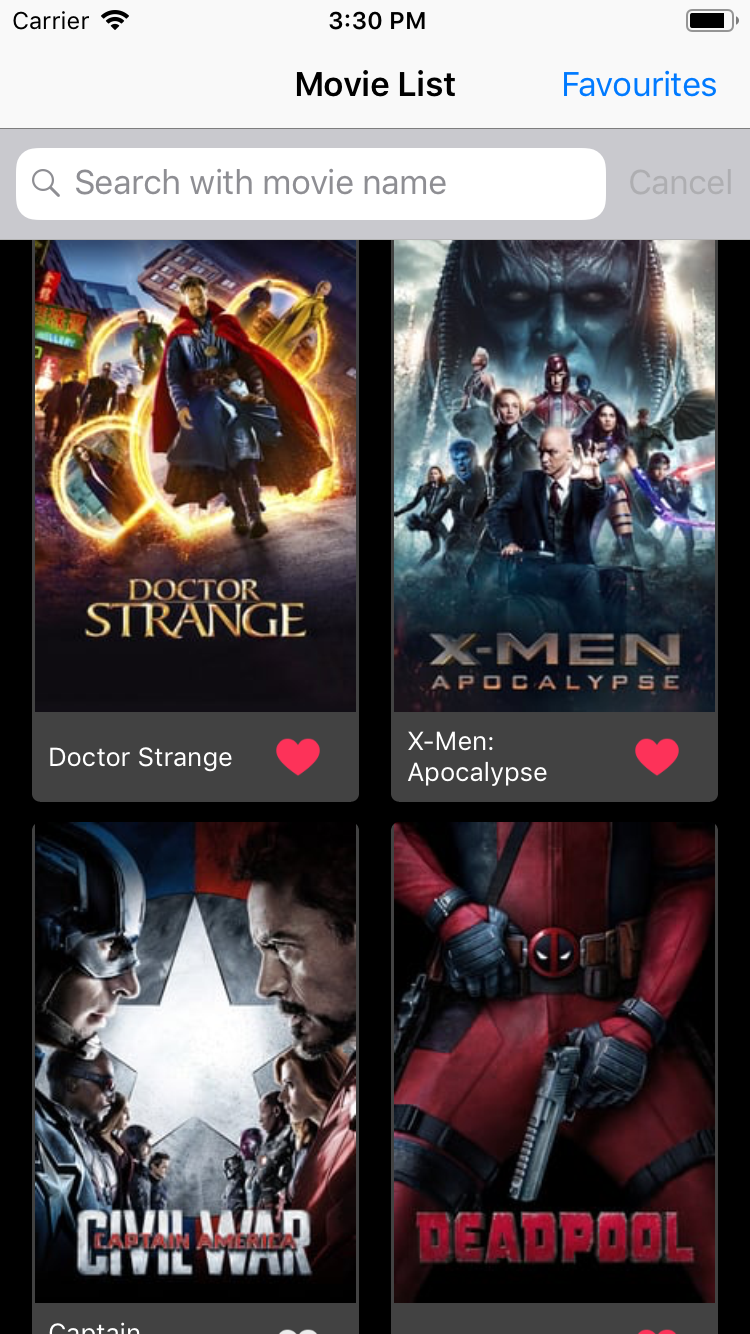 Carrier 3:30 PM
Movie List Favourites
Search with movie name Cancel
JEWELLERY
DOCTOR
STRANGE
X-MEN
APOCALYPSE
Doctor Strange
X-Men:
Apocalypse
CIVIL WAR
CAPTAIN AMERICA
DEADPOOL
Captain